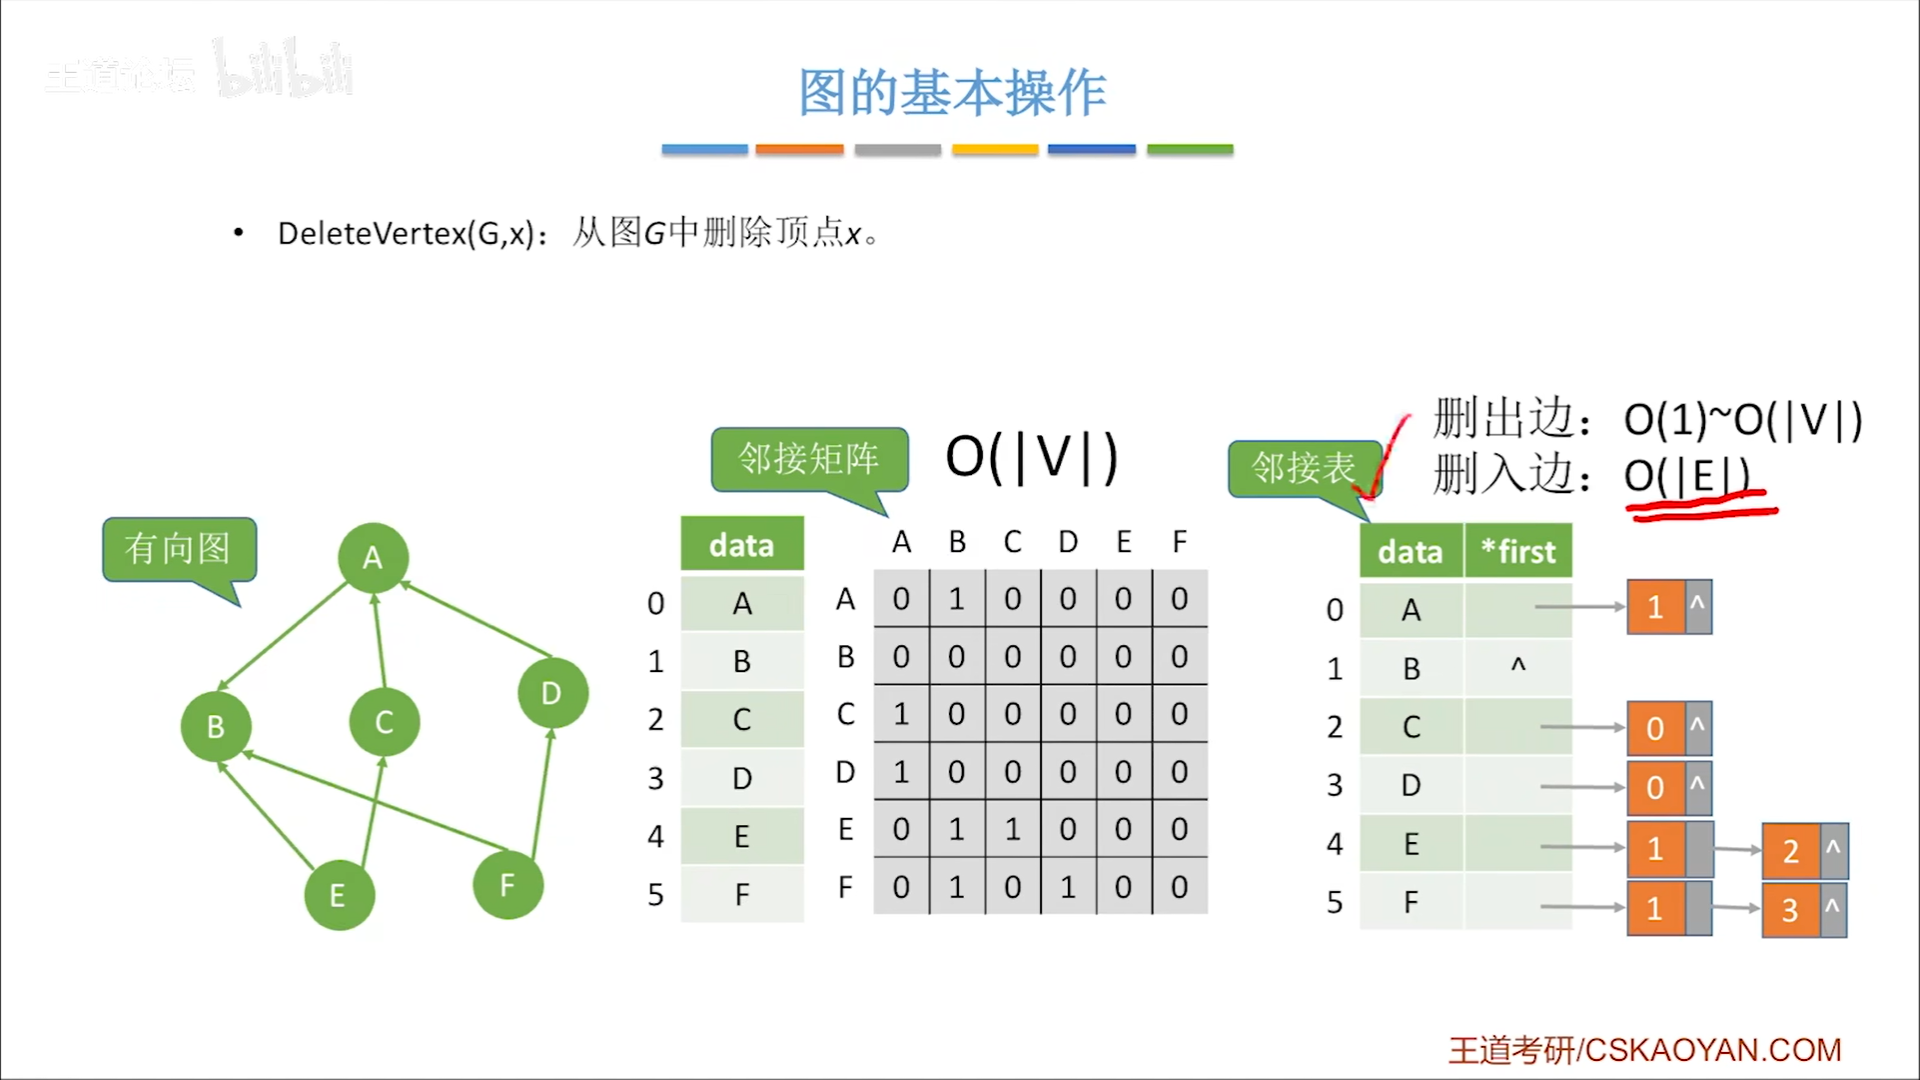 王道论坛 bilibili
图的基本操作
• DeleteVertex(G,x)：从图G中删除顶点x。
删出边：O(1)~O(|V|)
删入边：O(|E|)
邻接矩阵 O(|V|)
邻接表
有向图
A
B
C
D
E
F
data
0 A
1 B
2 C
3 D
4 E
5 F
A B C D E F
A 0 1 0 0 0 0
B 0 0 0 0 0 0
C 1 0 0 0 0 0
D 1 0 0 0 0 0
E 0 1 1 0 0 0
F 0 1 0 1 0 0
data *first
0 A 1 ^
1 B ^
2 C 0 ^
3 D 0 ^
4 E 1 2 ^
5 F 1 3 ^
王道考研/CSKAOYAN.COM